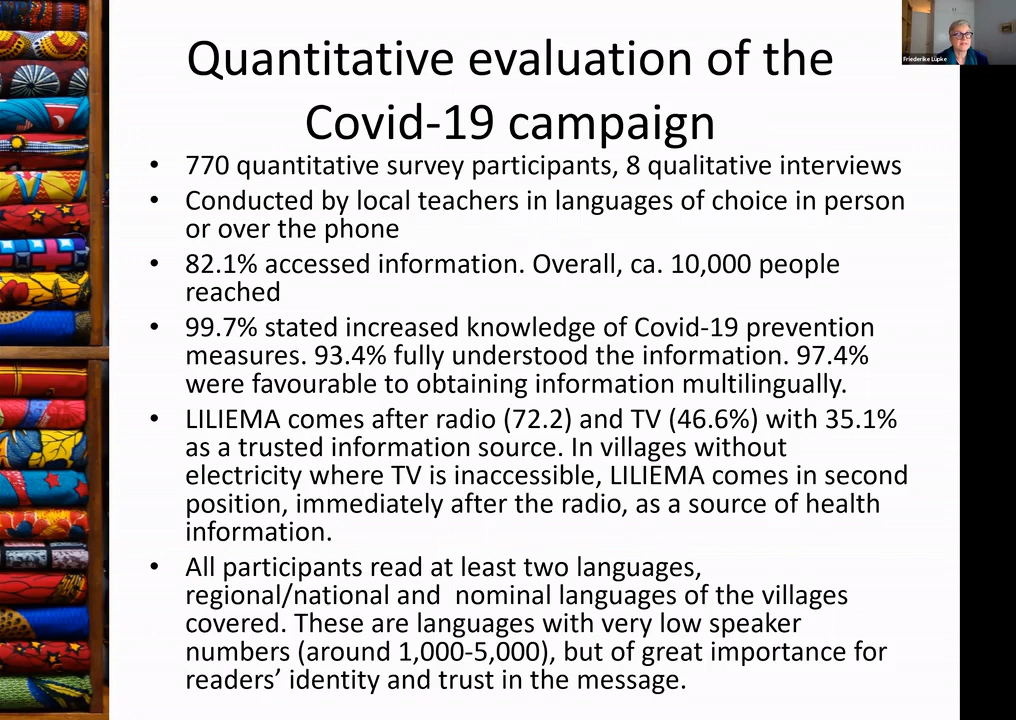 Quantitative evaluation of the
Covid-19 campaign
• 770 quantitative survey participants, 8 qualitative interviews
• Conducted by local teachers in languages of choice in person
or over the phone
• 82.1% accessed information. Overall, ca. 10,000 people
reached
• 99.7% stated increased knowledge of Covid-19 prevention
measures. 93.4% fully understood the information. 97.4%
were favourable to obtaining information multilingually.
• LILIEMA comes after radio (72.2) and TV (46.6%) with 35.1%
as a trusted information source. In villages without
electricity where TV is inaccessible, LILIEMA comes in second
position, immediately after the radio, as a source of health
information.
• All participants read at least two languages,
regional/national and  nominal languages of the villages
covered. These are languages with very low speaker
numbers (around 1,000-5,000), but of great importance for
readers’ identity and trust in the message.
Friederike Lüpke